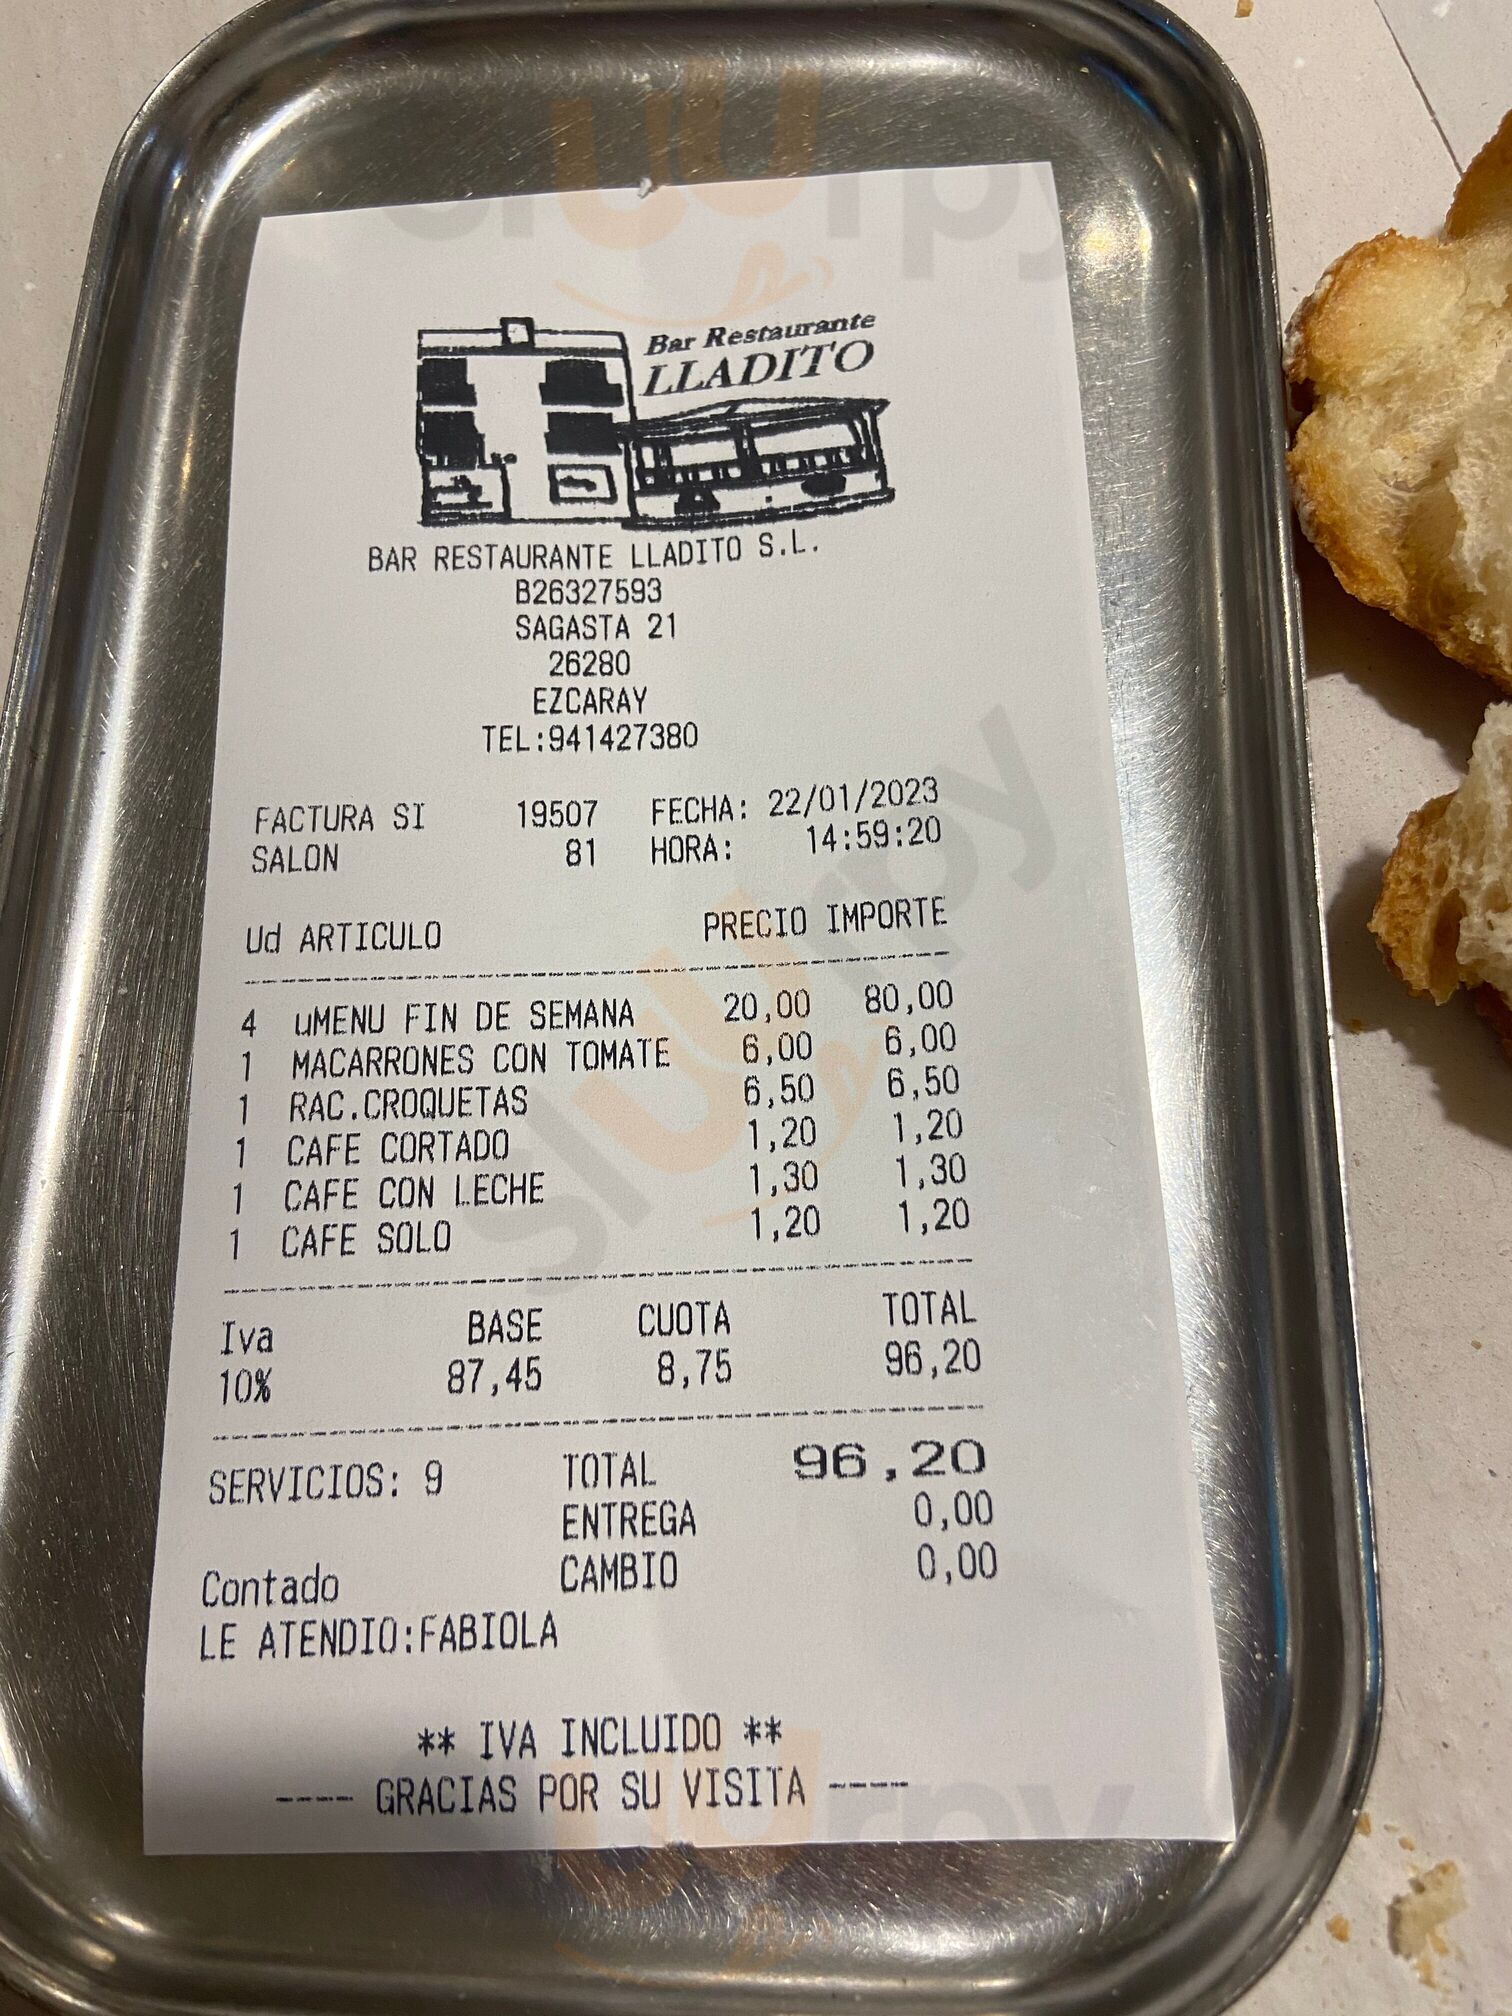 Bar Restaurante
LLADITO
BAR RESTAURANTE LLADITO S.L.
B26327593
SAGASTA 21
26280
EZCARAY
TEL:941427380
FACTURA SI 19507 FECHA: 22/01/2023
SALON 81 HORA: 14:59:20
Ud ARTICULO PRECIO IMPORTE
4 uMENU FIN DE SEMANA 20,00 80,00
1 MACARRONES CON TOMATE 6,00 6,00
1 RAC.CROQUETAS 6,50 6,50
1 CAFE CORTADO 1,20 1,20
1 CAFE CON LECHE 1,30 1,30
1 CAFE SOLO 1,20 1,20
Iva BASE CUOTA TOTAL
10% 87,45 8,75 96,20
SERVICIOS: 9 TOTAL 96,20
ENTREGA 0,00
Contado CAMBIO 0,00
LE ATENDIO:FABIOLA
** IVA INCLUIDO **
---- GRACIAS POR SU VISITA ----
sluurpy